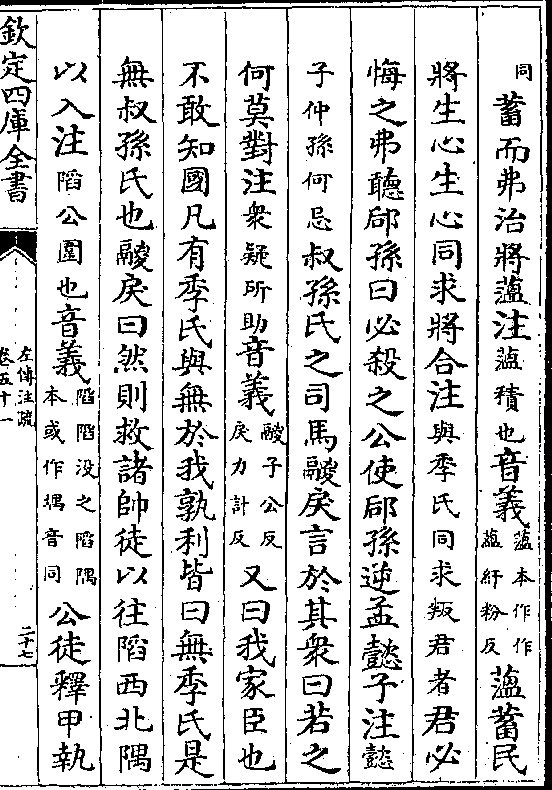 同蓄而弗治將薀注薀積也音義薀本作作蘊紆粉反薀蓄民
將生心生心同求將合注與季氏同求叛君者君必
悔之弗聽郈孫曰必殺之公使郈孫逆孟懿子注懿
子仲孫何忌叔孫氏之司馬鬷戾言於其衆曰若之
何莫對注衆疑所助音義鬷子公反戾力計反又曰我家臣也
不敢知國凡有季氏與無於我孰利皆曰無季氏是
無叔孫氏也鬷戾曰然則救諸帥徒以往陷西北隅
以入注陷公圍也音義陷陷没之陷隅本或作堣音同公徒釋甲執
欽定四庫全書
左傳注疏
卷五十一
二十七